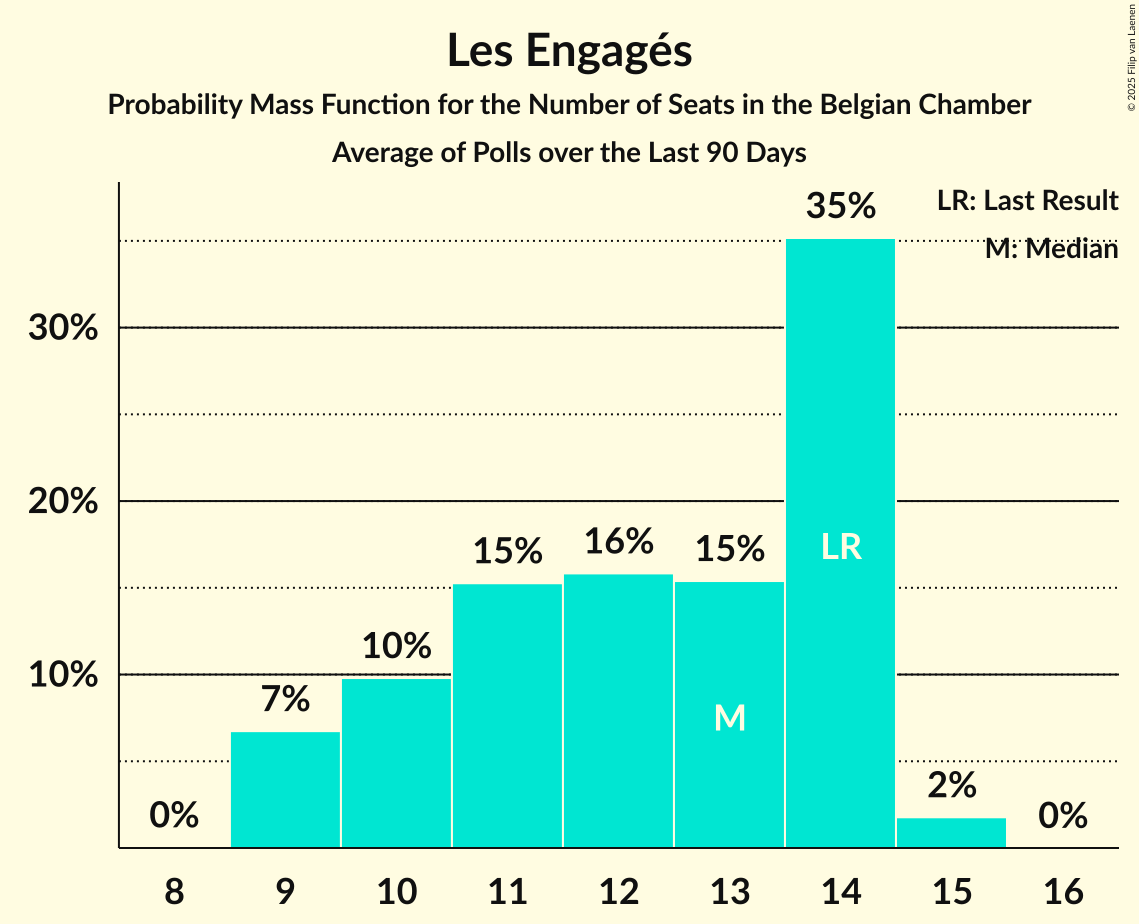 Les Engagés
Probability Mass Function for the Number of Seats in the Belgian Chamber
Average of Polls over the Last 90 Days
© 2025 Filip van Laenen
LR: Last Result
M: Median
35%
30%
20%
16%
15%
15%
LR
10%
10%
7%
M
2%
0%
0%
8 9 10 11 12 13 14 15 16